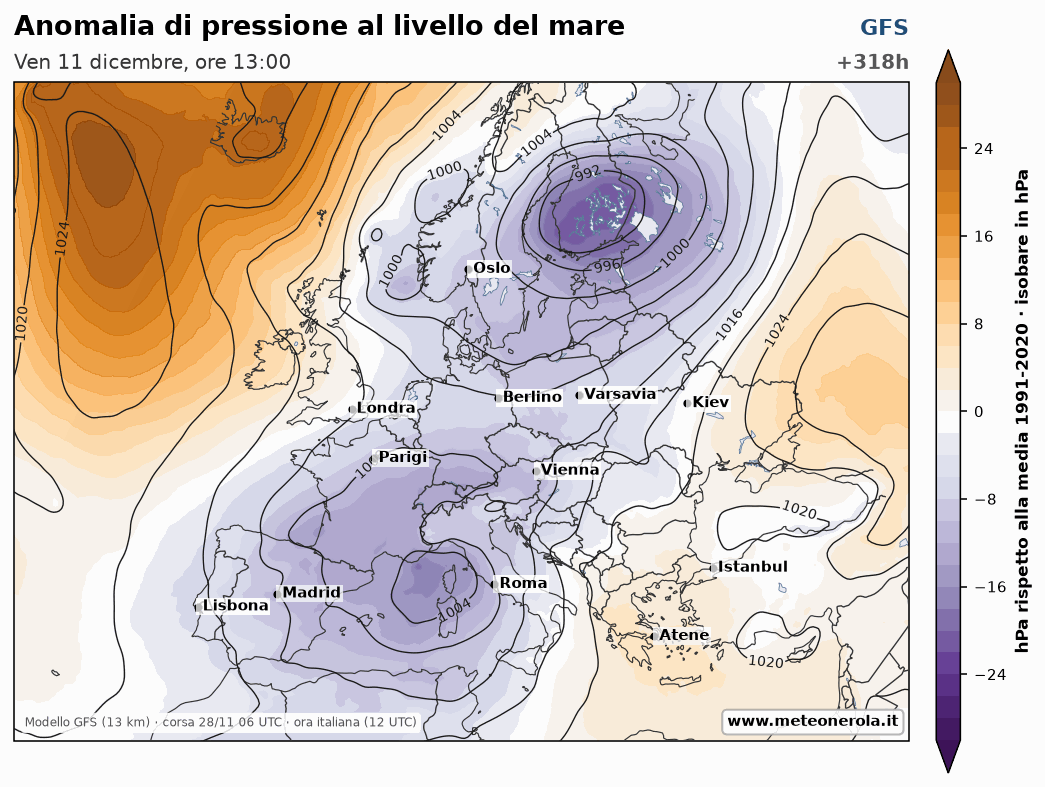 Anomalia di pressione al livello del mare
GFS
Ven 11 dicembre, ore 13:00
+318h
1004
1004
1000
992
24
1024
1000
1000
996
Oslo
16
1020
1016
1024
8
Berlino
Varsavia
Kiev
Londra
0
10
Parigi
Vienna
−8
1020
Istanbul
Roma
Madrid
−16
Lisbona
1004
Atene
1020
−24
hPa rispetto alla media 1991-2020 · isobare in hPa
Modello GFS (13 km) · corsa 28/11 06 UTC · ora italiana (12 UTC)
www.meteonerola.it